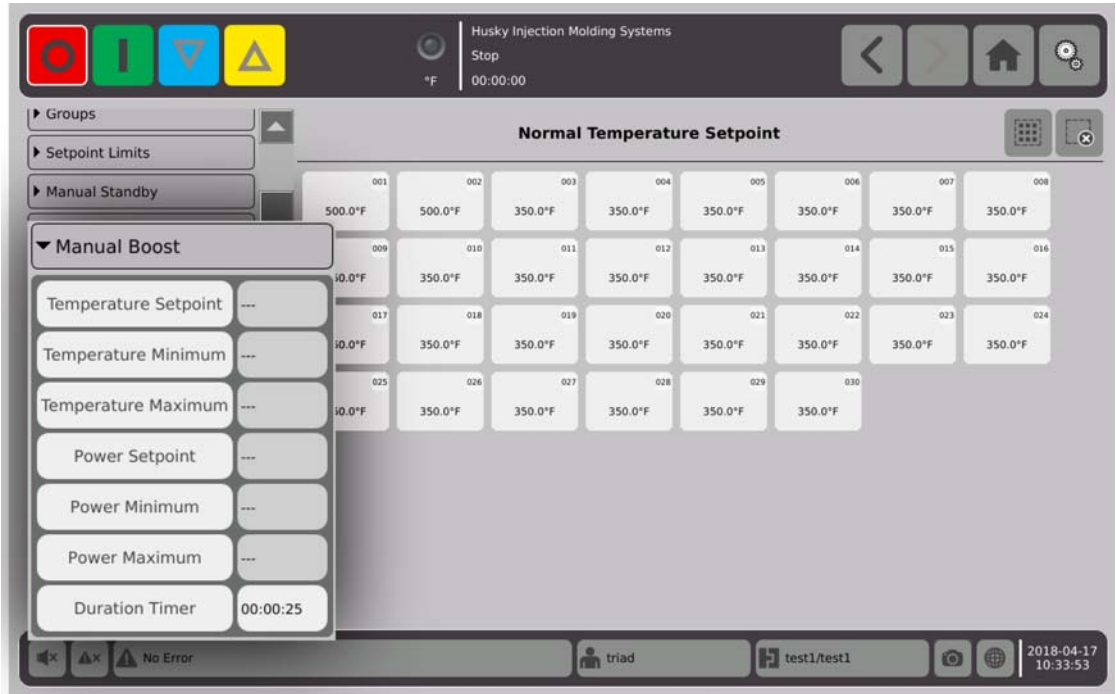 Husky Injection Molding Systems
Stop
°F 00:00:00
Groups
Setpoint Limits
Manual Standby
Normal Temperature Setpoint
001 002 003 004 005 006 007 008
500.0°F 500.0°F 350.0°F 350.0°F 350.0°F 350.0°F 350.0°F 350.0°F
009 010 011 012 013 014 015 016
0.0°F 350.0°F 350.0°F 350.0°F 350.0°F 350.0°F 350.0°F 350.0°F
017 018 019 020 021 022 023 024
0.0°F 350.0°F 350.0°F 350.0°F 350.0°F 350.0°F 350.0°F 350.0°F
025 026 027 028 029 030
0.0°F 350.0°F 350.0°F 350.0°F 350.0°F 350.0°F
Manual Boost
Temperature Setpoint ---
Temperature Minimum ---
Temperature Maximum ---
Power Setpoint ---
Power Minimum ---
Power Maximum ---
Duration Timer 00:00:25
No Error triad test1/test1 2018-04-17
10:33:53